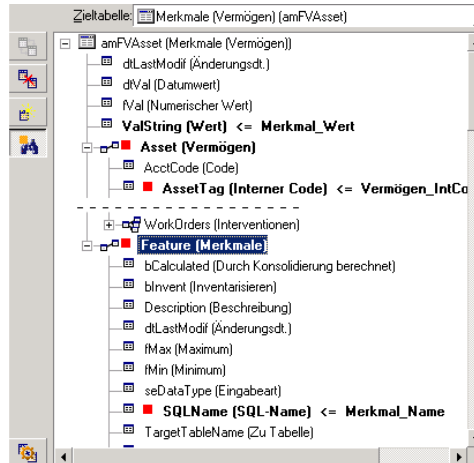 Zieltabelle: Merkmale (Vermögen) (amFVAsset)
amFVAsset (Merkmale (Vermögen))
dtLastModif (Änderungsdt.)
dtVal (Datumwert)
fVal (Numerischer Wert)
ValString (Wert) <= Merkmal_Wert
Asset (Vermögen)
AcctCode (Code)
AssetTag (Interner Code) <= Vermögen_IntCo
WorkOrders (Interventionen)
Feature (Merkmale)
bCalculated (Durch Konsolidierung berechnet)
bInvent (Inventarisieren)
Description (Beschreibung)
dtLastModif (Änderungsdt.)
fMax (Maximum)
fMin (Minimum)
seDataType (Eingabeart)
SQLName (SQL-Name) <= Merkmal_Name
TargetTableName (Zu Tabelle)